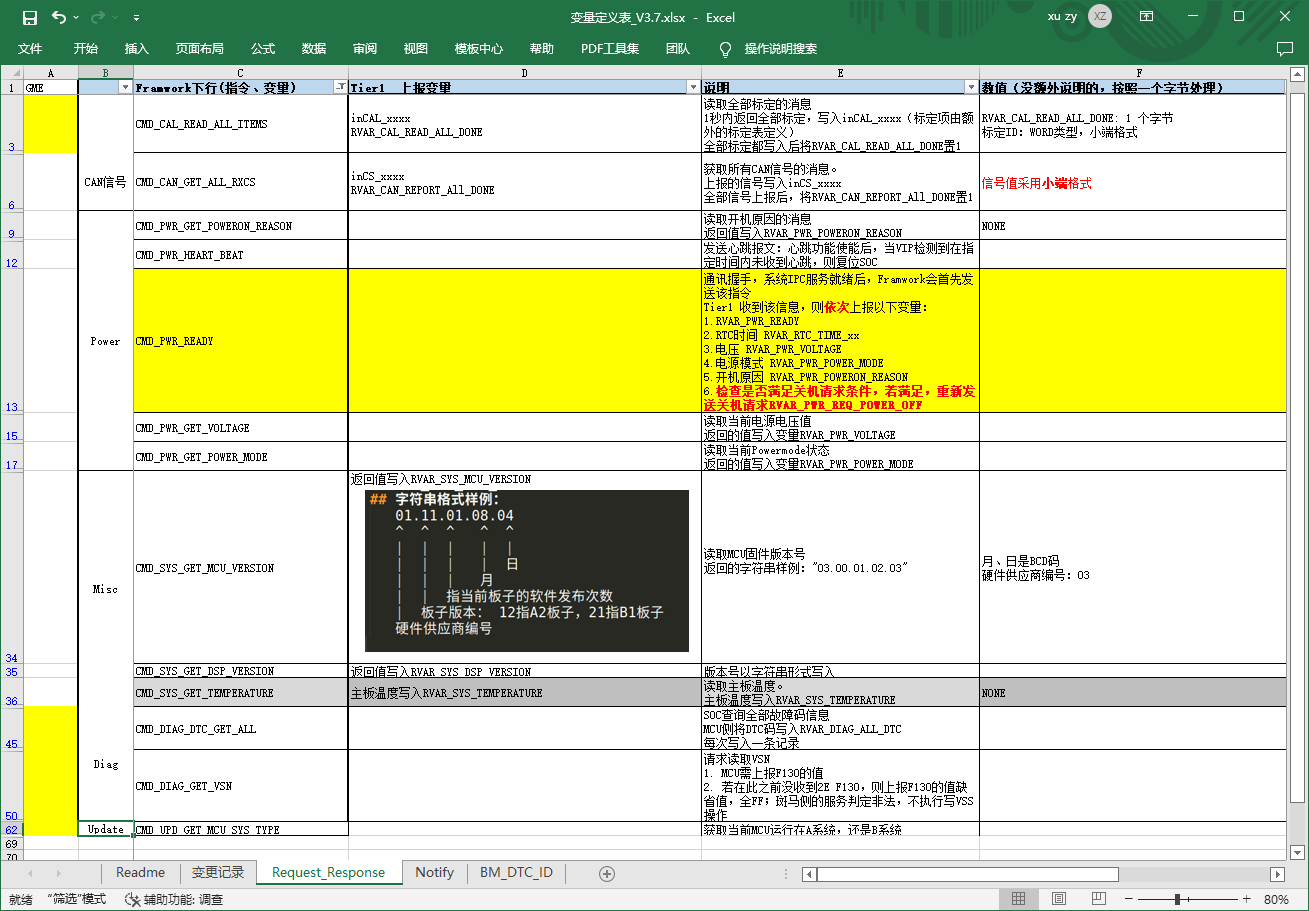 变量定义表_V3.7.xlsx - Excel
xu zy
XZ
文件 开始 插入 页面布局 公式 数据 审阅 视图 模板中心 帮助 PDF工具集 团队 操作说明搜索
A B C D E F
1 GME Framwork下行(指令、变量) Tier1 上报变量 说明 数值（没额外说明的，按照一个字节处理）
3
CMD_CAL_READ_ALL_ITEMS
inCAL_xxxx
RVAR_CAL_READ_ALL_DONE
读取全部标定的消息
1秒内返回全部标定，写入inCAL_xxxx（标定项由额
外的标定表定义）
全部标定都写入后将RVAR_CAL_READ_ALL_DONE置1
RVAR_CAL_READ_ALL_DONE: 1 个字节
标定ID: WORD类型，小端格式
CAN信号
6
CMD_CAN_GET_ALL_RXCS
inCS_xxxx
RVAR_CAN_REPORT_All_DONE
获取所有CAN信号的消息。
上报的信号写入inCS_xxxx
全部信号上报后，将RVAR_CAN_REPORT_All_DONE置1
信号值采用小端格式
9
CMD_PWR_GET_POWERON_REASON
读取开机原因的消息
返回值写入RVAR_PWR_POWERON_REASON
NONE
12
CMD_PWR_HEART_BEAT
发送心跳报文：心跳功能使能后，当VIP检测到在指
定时间内未收到心跳，则复位SOC
Power
13
CMD_PWR_READY
通讯握手，系统IPC服务就绪后，Framwork会首先发
送该指令
Tier1 收到该信息，则依次上报以下变量：
1.RVAR_PWR_READY
2.RTC时间 RVAR_RTC_TIME_xx
3.电压 RVAR_PWR_VOLTAGE
4.电源模式 RVAR_PWR_POWER_MODE
5.开机原因 RVAR_PWR_POWERON_REASON
6.检查是否满足关机请求条件，若满足，重新发
送关机请求RVAR_PWR_REQ_POWER_OFF
15
CMD_PWR_GET_VOLTAGE
读取当前电源电压值
返回的值写入变量RVAR_PWR_VOLTAGE
17
CMD_PWR_GET_POWER_MODE
读取当前Powermode状态
返回的值写入变量RVAR_PWR_POWER_MODE
Misc
34
CMD_SYS_GET_MCU_VERSION
返回值写入RVAR_SYS_MCU_VERSION
## 字符串格式样例：
01.11.01.08.04
^ ^ ^ ^ ^
| | | | |
| | | | 日
| | | 月
| | 指当前板子的软件发布次数
| 板子版本： 12指A2板子，21指B1板子
硬件供应商编号
读取MCU固件版本号
返回的字符串样例："03.00.01.02.03"
月、日是BCD码
硬件供应商编号：03
35
CMD_SYS_GET_DSP_VERSION
返回值写入RVAR_SYS_DSP_VERSION
版本号以字符串形式写入
36
CMD_SYS_GET_TEMPERATURE
主板温度写入RVAR_SYS_TEMPERATURE
读取主板温度。
主板温度写入RVAR_SYS_TEMPERATURE
NONE
45
CMD_DIAG_DTC_GET_ALL
SOC查询全部故障码信息
MCU侧将DTC码写入RVAR_DIAG_ALL_DTC
每次写入一条记录
Diag
50
CMD_DIAG_GET_VSN
请求读取VSN
1. MCU需上报F130的值
2. 若在此之前没收到2E F130，则上报F130的值缺
省值，全FF；斑马侧的服务判定非法，不执行写VSS
操作
62
Update
CMD_UPD_GET_MCU_SYS_TYPE
获取当前MCU运行在A系统，还是B系统
69
70
Readme 变更记录 Request_Response Notify BM_DTC_ID
就绪 "筛选"模式 辅助功能: 调查 80%